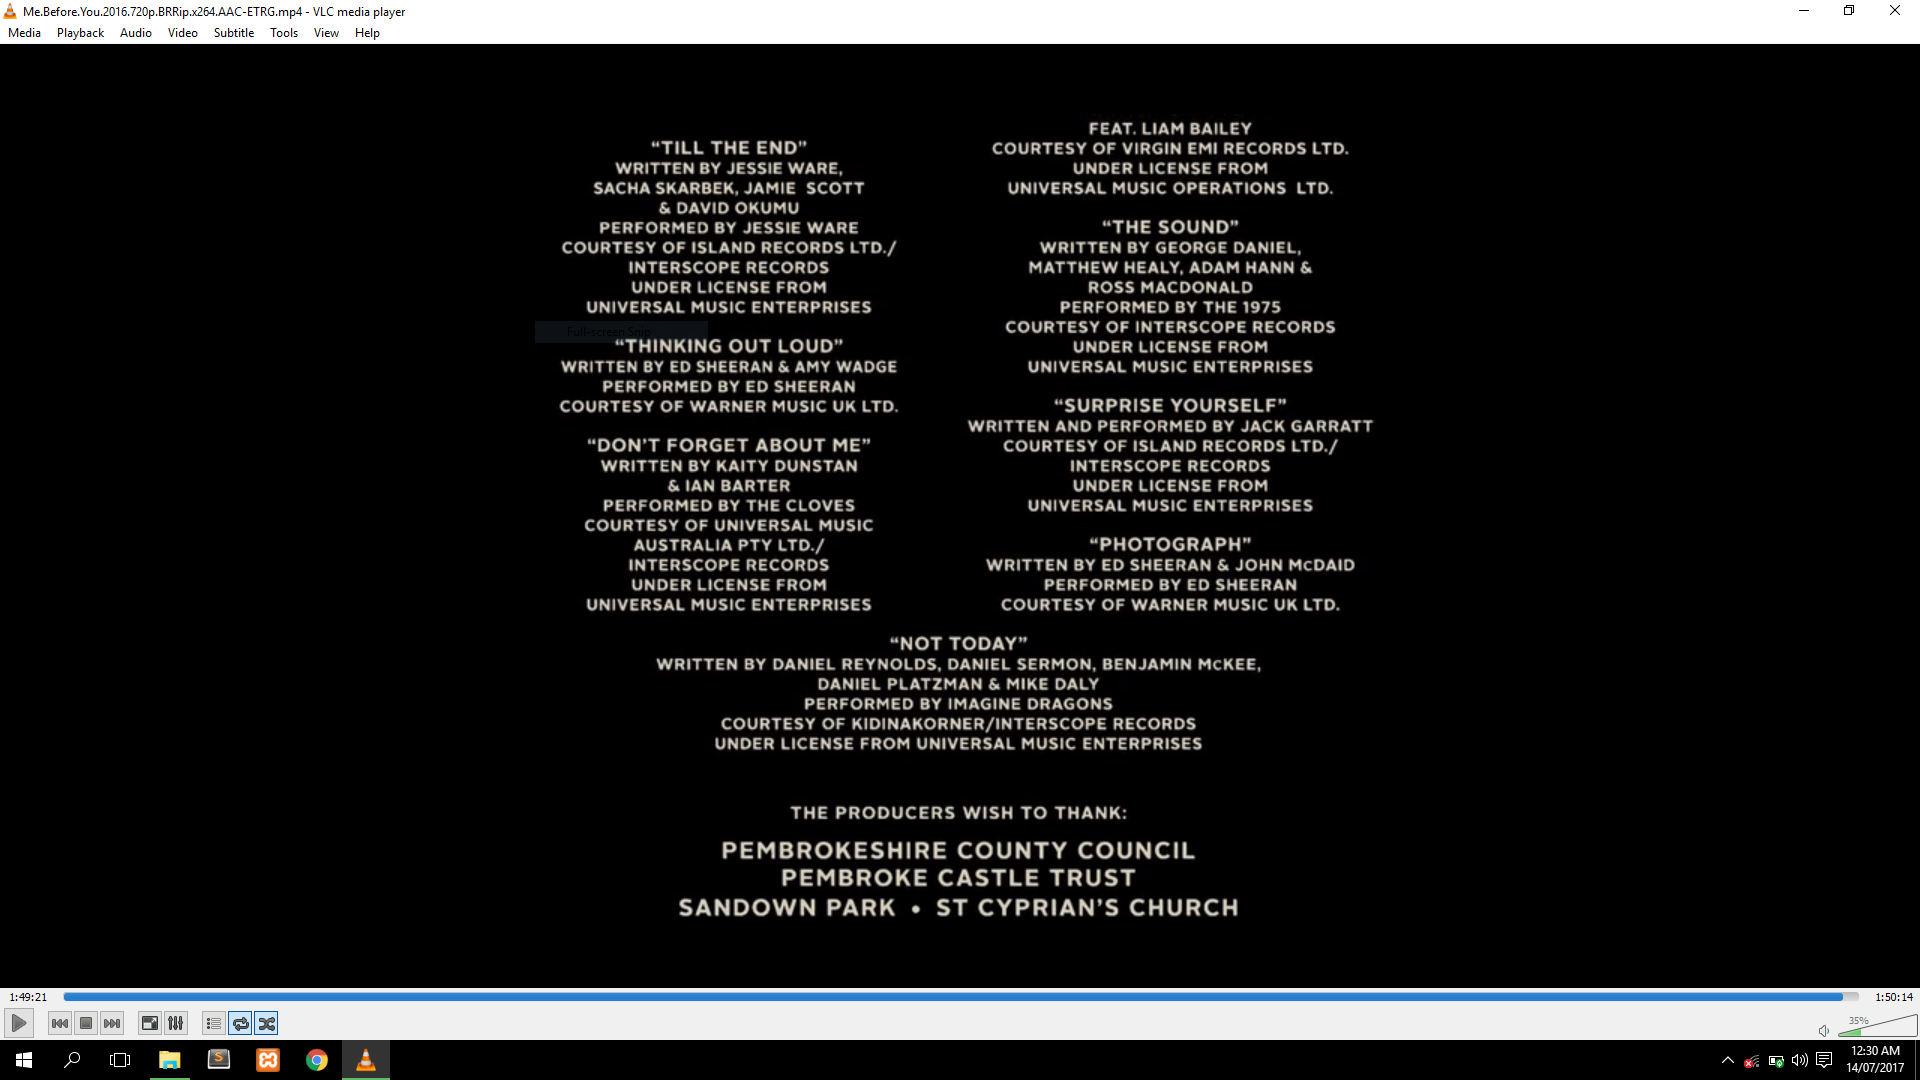 Me.Before.You.2016.720p.BRRip.x264.AAC-ETRG.mp4 - VLC media player
Media Playback Audio Video Subtitle Tools View Help
“TILL THE END”
WRITTEN BY JESSIE WARE,
SACHA SKARBEK, JAMIE SCOTT
& DAVID OKUMU
PERFORMED BY JESSIE WARE
COURTESY OF ISLAND RECORDS LTD./
INTERSCOPE RECORDS
UNDER LICENSE FROM
UNIVERSAL MUSIC ENTERPRISES
Full-screen Snip
“THINKING OUT LOUD”
WRITTEN BY ED SHEERAN & AMY WADGE
PERFORMED BY ED SHEERAN
COURTESY OF WARNER MUSIC UK LTD.
“DON’T FORGET ABOUT ME”
WRITTEN BY KAITY DUNSTAN
& IAN BARTER
PERFORMED BY THE CLOVES
COURTESY OF UNIVERSAL MUSIC
AUSTRALIA PTY LTD./
INTERSCOPE RECORDS
UNDER LICENSE FROM
UNIVERSAL MUSIC ENTERPRISES
FEAT. LIAM BAILEY
COURTESY OF VIRGIN EMI RECORDS LTD.
UNDER LICENSE FROM
UNIVERSAL MUSIC OPERATIONS LTD.
“THE SOUND”
WRITTEN BY GEORGE DANIEL,
MATTHEW HEALY, ADAM HANN &
ROSS MACDONALD
PERFORMED BY THE 1975
COURTESY OF INTERSCOPE RECORDS
UNDER LICENSE FROM
UNIVERSAL MUSIC ENTERPRISES
“SURPRISE YOURSELF”
WRITTEN AND PERFORMED BY JACK GARRATT
COURTESY OF ISLAND RECORDS LTD./
INTERSCOPE RECORDS
UNDER LICENSE FROM
UNIVERSAL MUSIC ENTERPRISES
“PHOTOGRAPH”
WRITTEN BY ED SHEERAN & JOHN McDAID
PERFORMED BY ED SHEERAN
COURTESY OF WARNER MUSIC UK LTD.
“NOT TODAY”
WRITTEN BY DANIEL REYNOLDS, DANIEL SERMON, BENJAMIN McKEE,
DANIEL PLATZMAN & MIKE DALY
PERFORMED BY IMAGINE DRAGONS
COURTESY OF KIDINAKORNER/INTERSCOPE RECORDS
UNDER LICENSE FROM UNIVERSAL MUSIC ENTERPRISES
THE PRODUCERS WISH TO THANK:
PEMBROKESHIRE COUNTY COUNCIL
PEMBROKE CASTLE TRUST
SANDOWN PARK • ST CYPRIAN’S CHURCH
1:49:21
1:50:14
35%
12:30 AM
14/07/2017